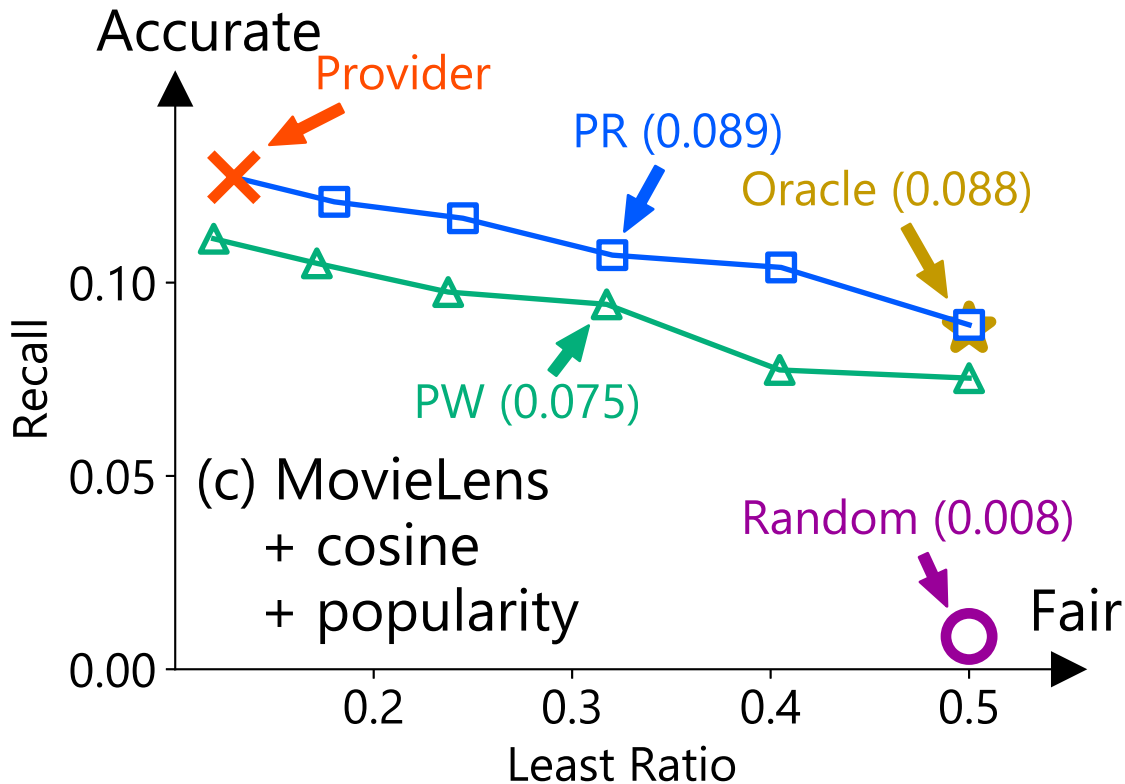 Accurate
Provider
PR (0.089)
Oracle (0.088)
0.10
Recall
PW (0.075)
0.05
(c) MovieLens
+ cosine
+ popularity
Random (0.008)
Fair
0.00
0.2
0.3
0.4
0.5
Least Ratio